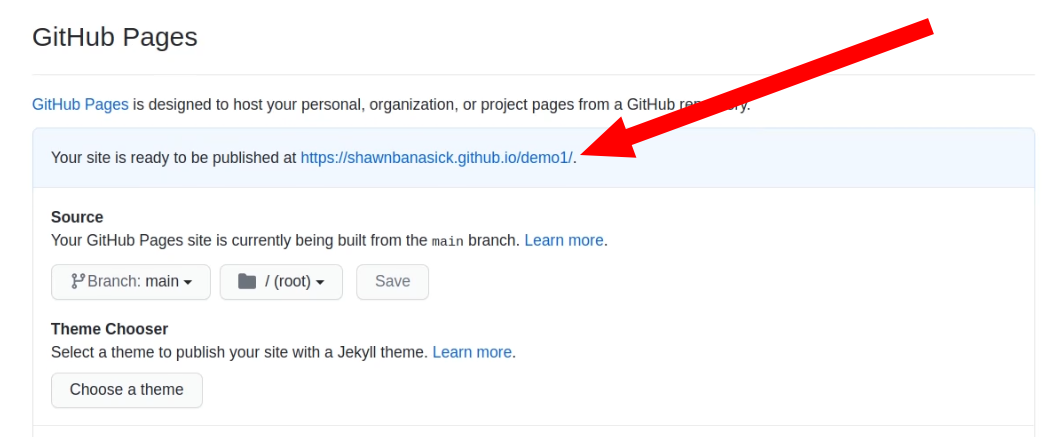 GitHub Pages
GitHub Pages is designed to host your personal, organization, or project pages from a GitHub repository.
Your site is ready to be published at https://shawnbanasick.github.io/demo1/.
Source
Your GitHub Pages site is currently being built from the main branch. Learn more.
Branch: main / (root) Save
Theme Chooser
Select a theme to publish your site with a Jekyll theme. Learn more.
Choose a theme